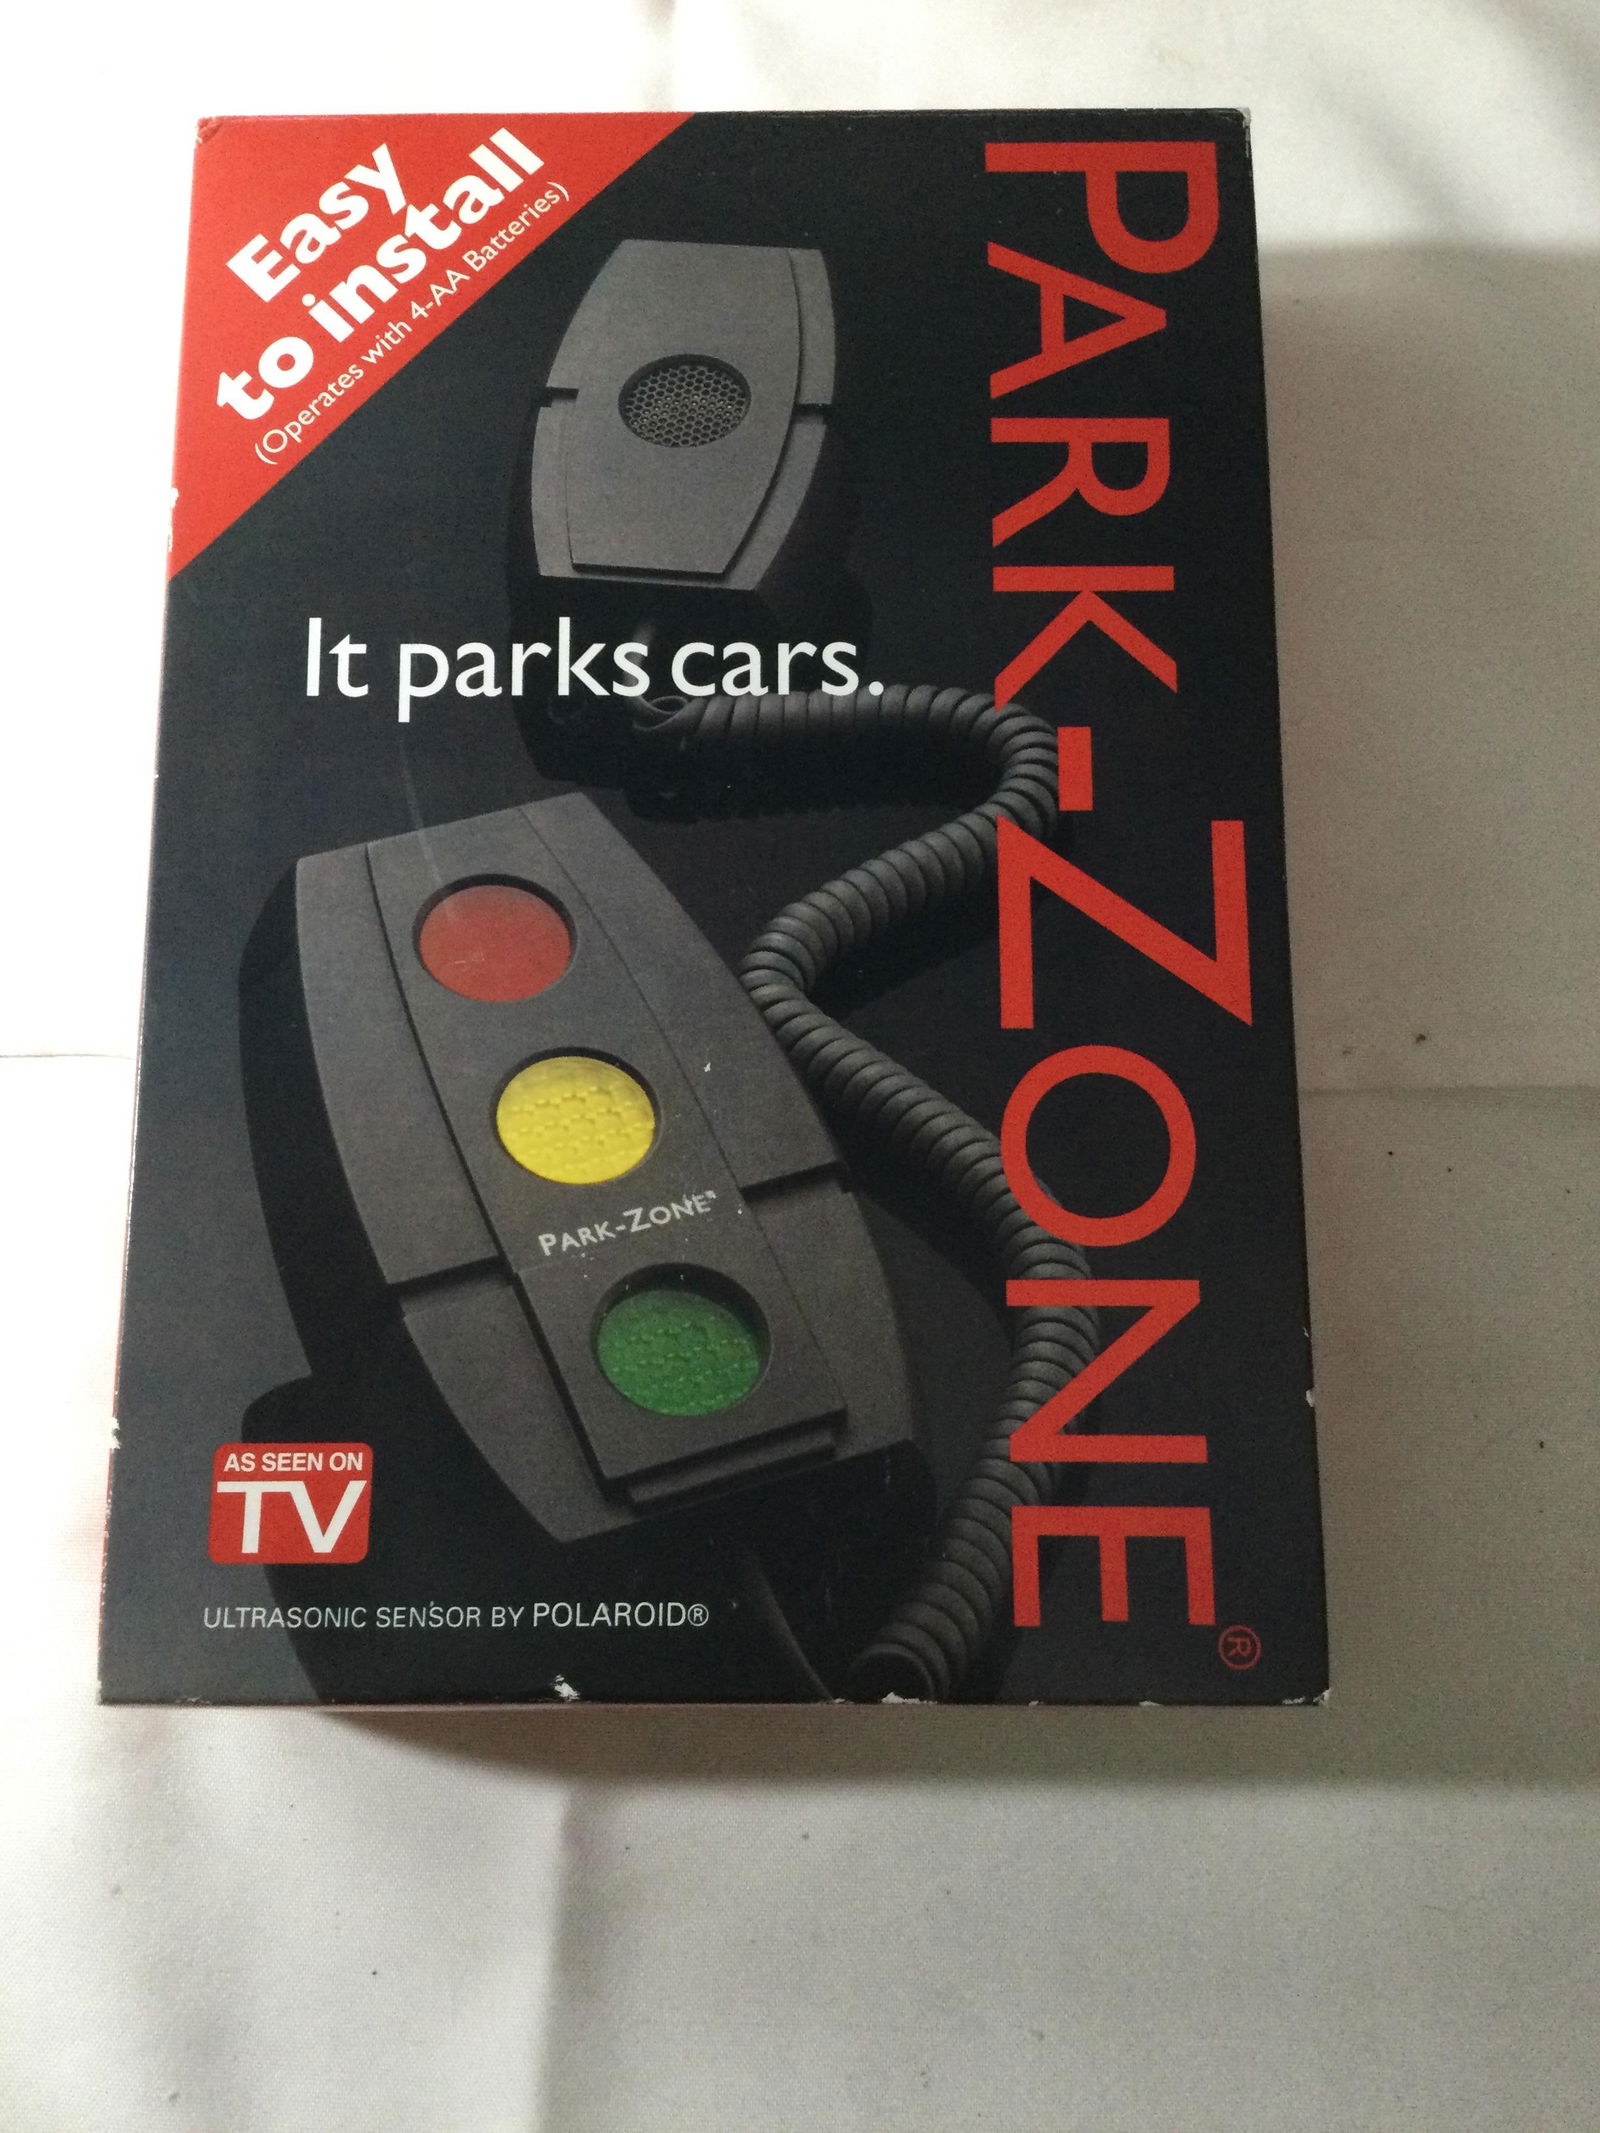 Easy
to install
(Operates with 4-AA Batteries)
PARK-ZONE®
It parks cars.
PARK-ZONE®
AS SEEN ON
TV
ULTRASONIC SENSOR BY POLAROID®